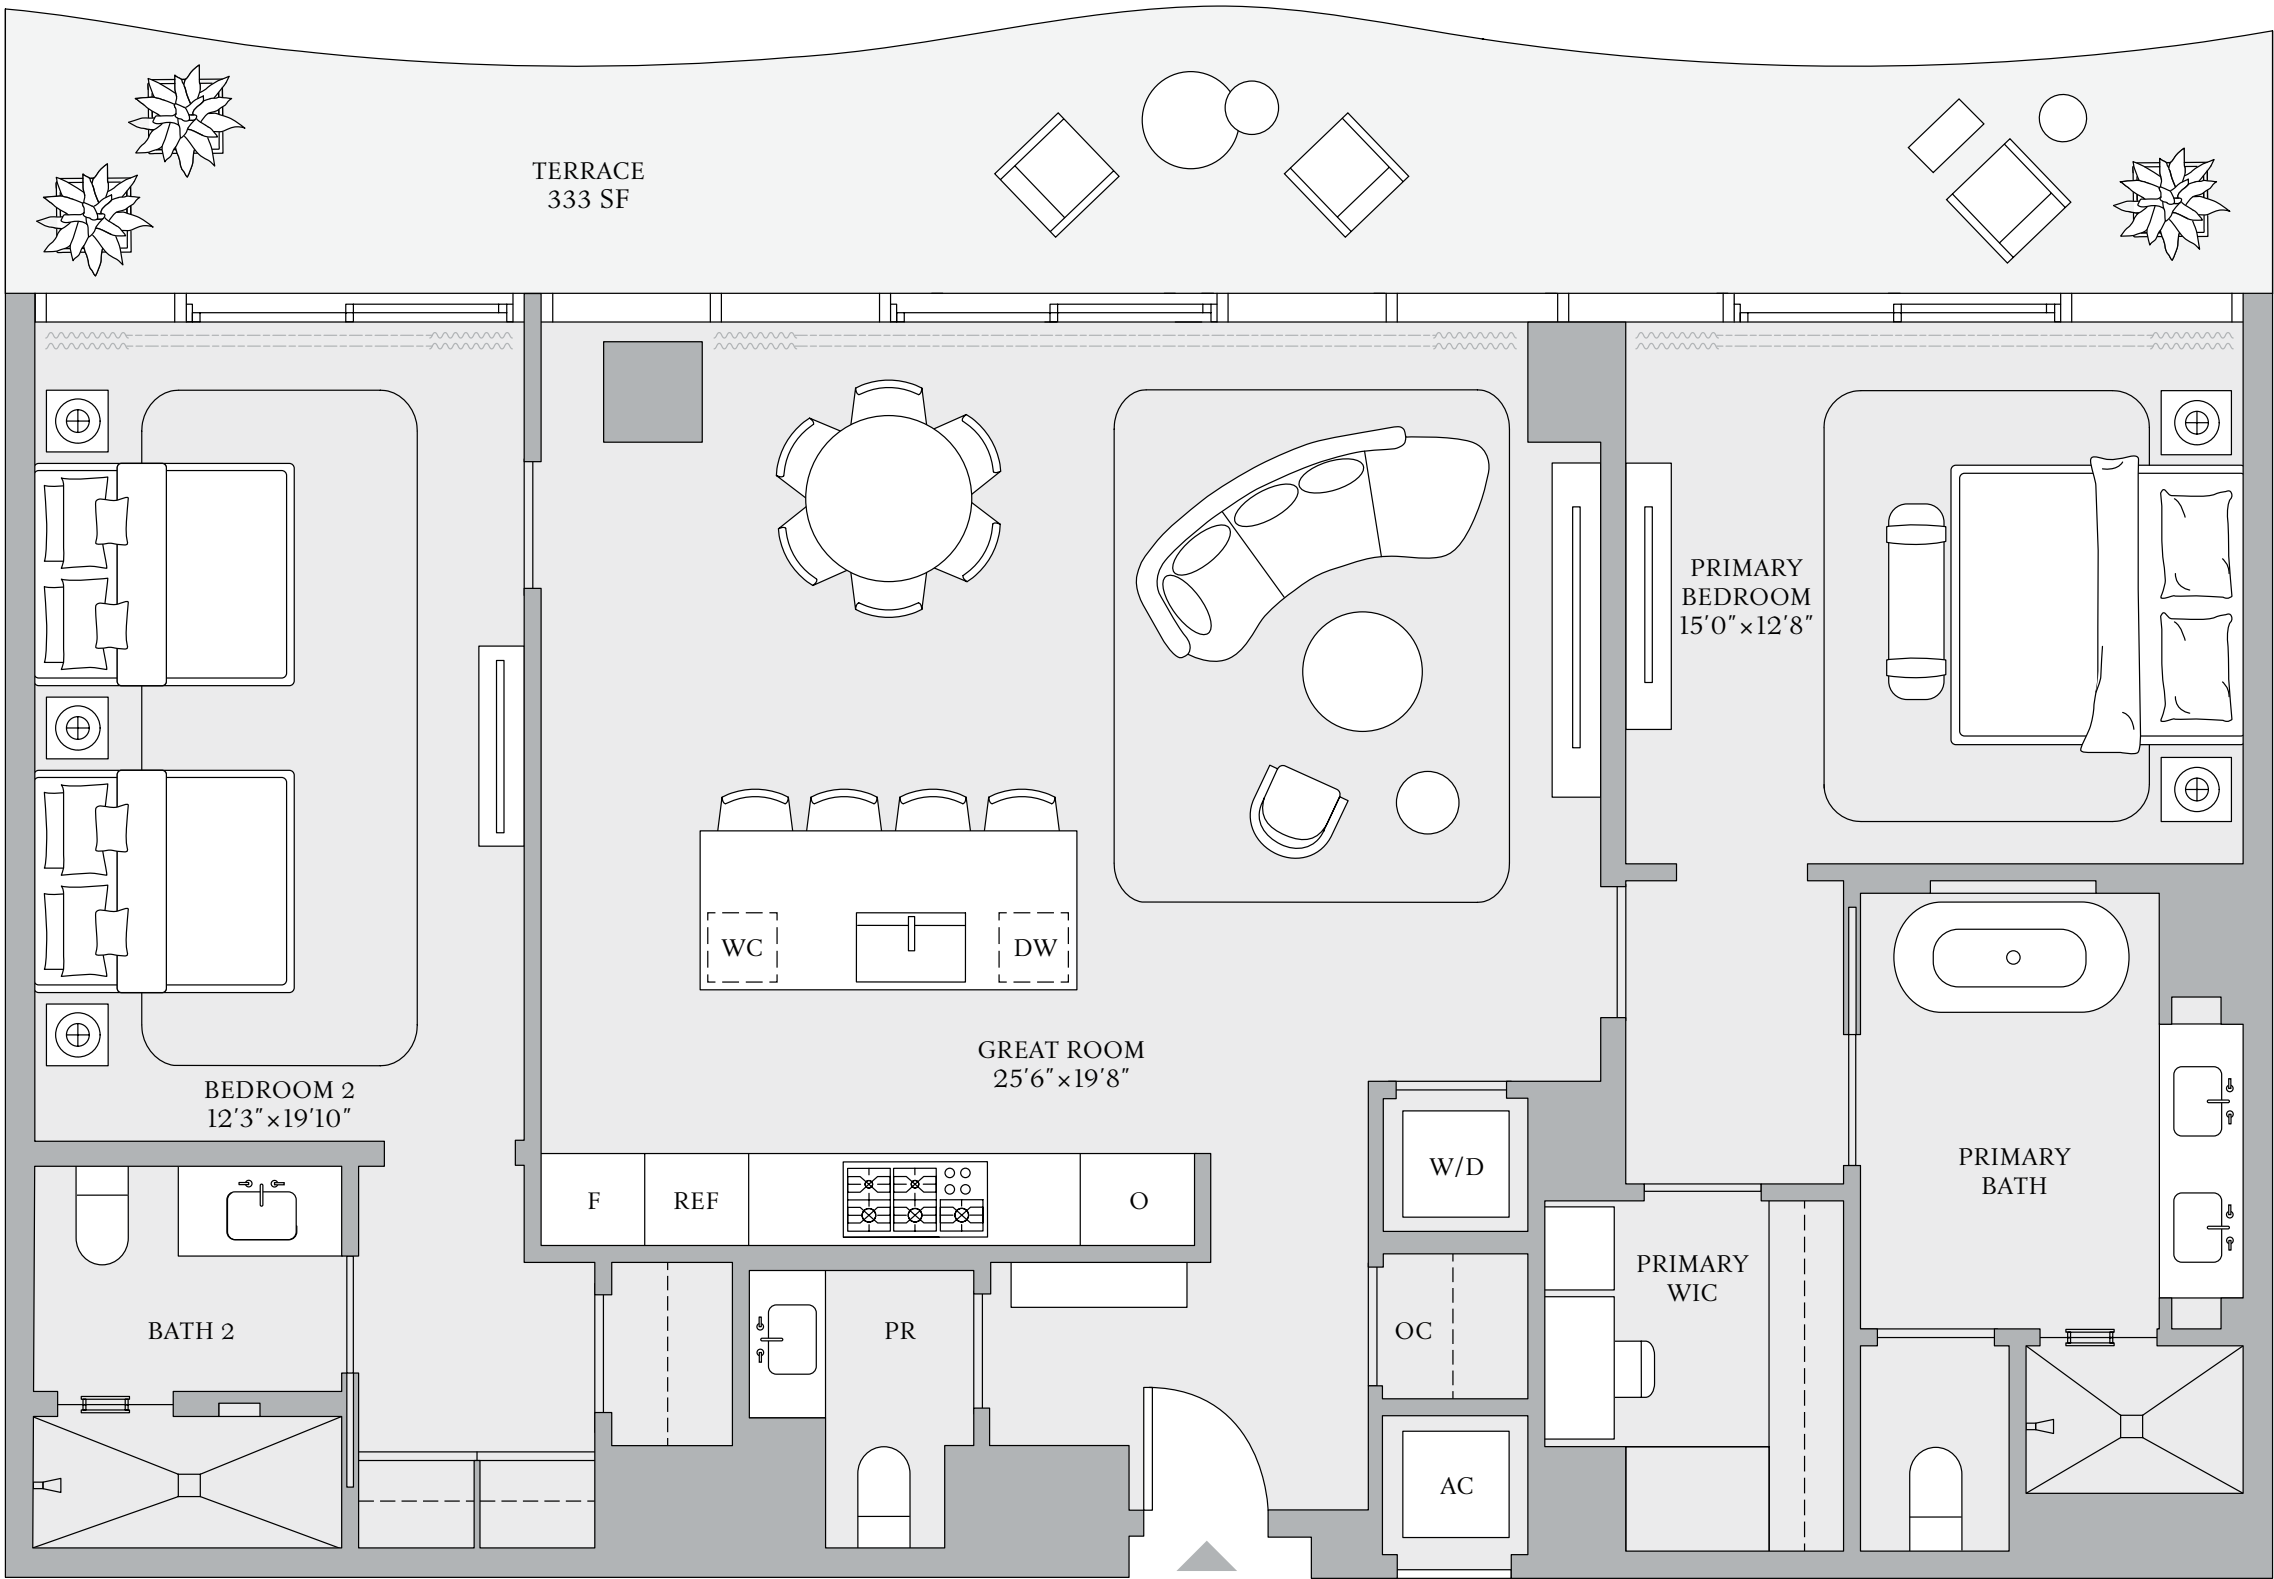 TERRACE
333 SF
PRIMARY
BEDROOM
15'0"×12'8"
WC
DW
GREAT ROOM
25'6"×19'8"
BEDROOM 2
12'3"×19'10"
F
REF
O
W/D
PRIMARY
BATH
PRIMARY
WIC
BATH 2
PR
OC
AC